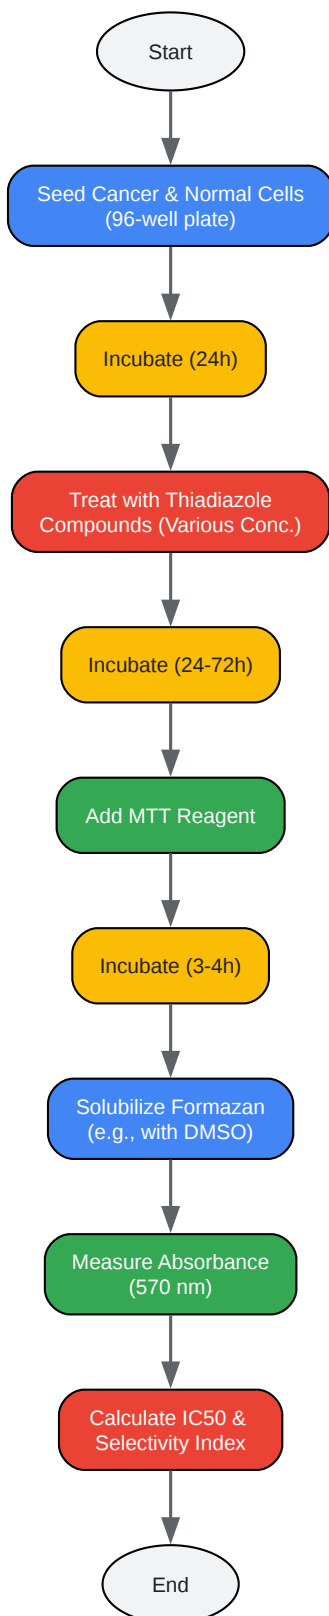 Start
Seed Cancer & Normal Cells
(96-well plate)
Incubate (24h)
Treat with Thiadiazole
Compounds (Various Conc.)
Incubate (24-72h)
Add MTT Reagent
Incubate (3-4h)
Solubilize Formazan
(e.g., with DMSO)
Measure Absorbance
(570 nm)
Calculate IC50 &
Selectivity Index
End